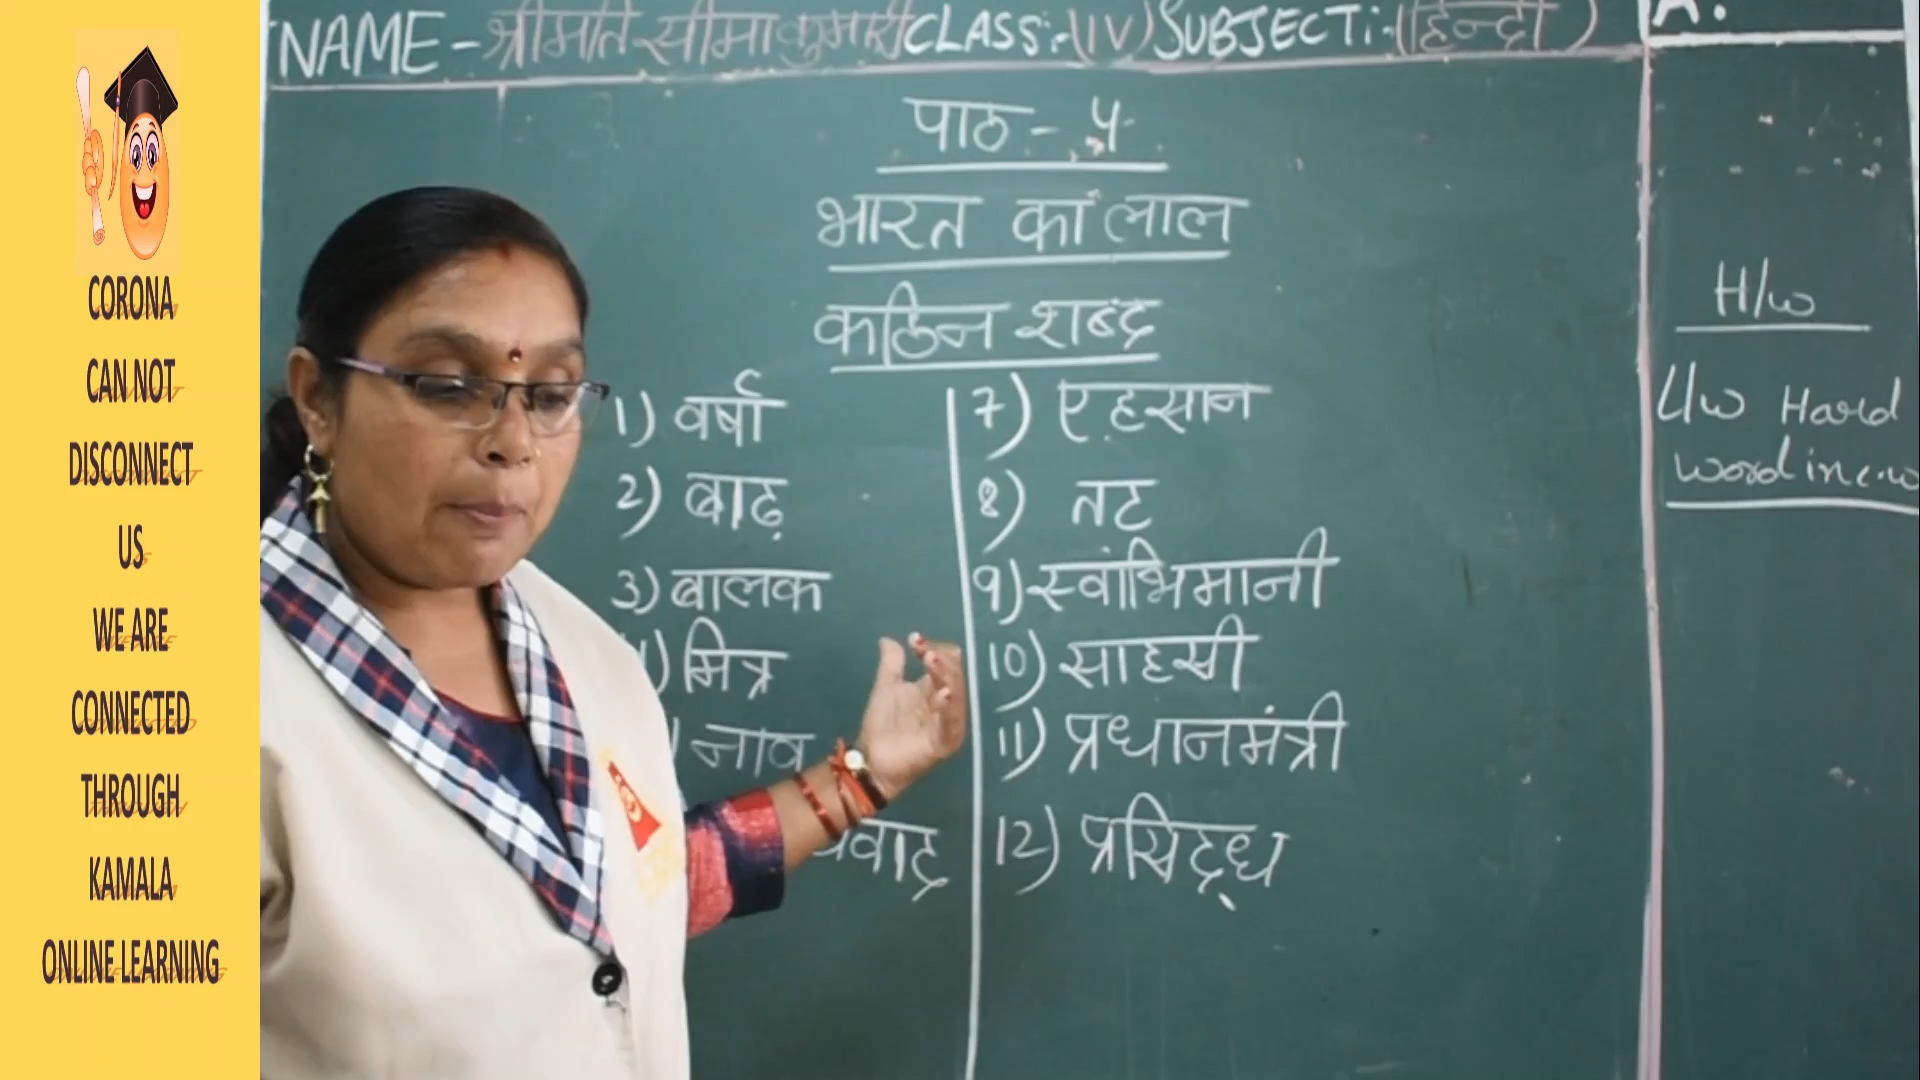 CORONA
CAN NOT
DISCONNECT
US
WE ARE
CONNECTED
THROUGH
KAMALA
ONLINE LEARNING
NAME - श्रीमति सीमा कुमारी CLASS:-(IV) SUBJECT:-(हिन्दी)
A.
पाठ - ५
भारत का लाल
कठिन शब्द
1) वर्षा
2) बाढ़
3) बालक
4) मित्र
) नाव
7) एहसान
8) तट
9) स्वाभिमानी
10) साहसी
11) प्रधानमंत्री
12) प्रसिद्ध
H/w
L/w Hard
word in c.w